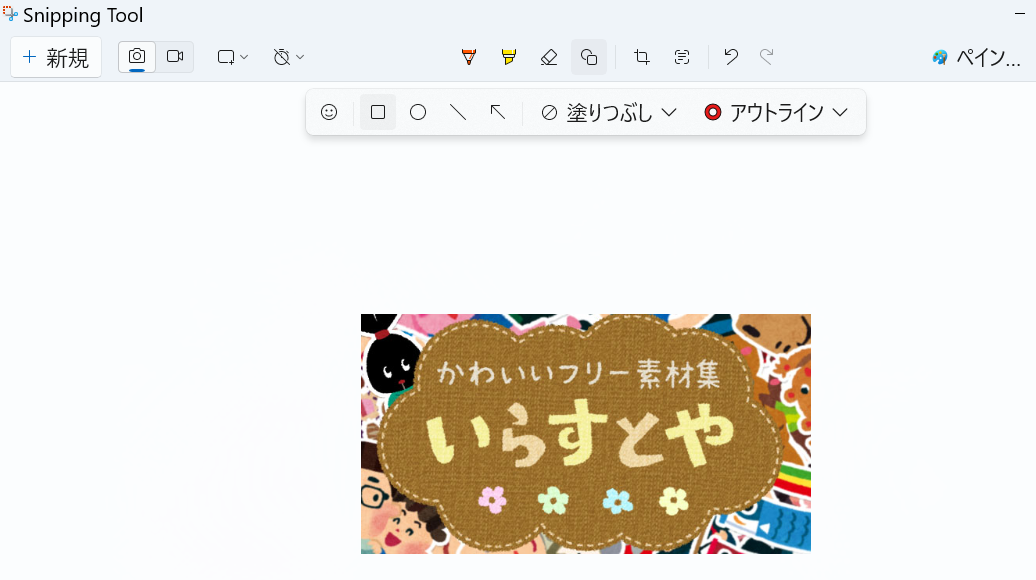 Snipping Tool
新規
ペイン...
塗りつぶし
アウトライン
かわいいフリー素材集
いらすとや